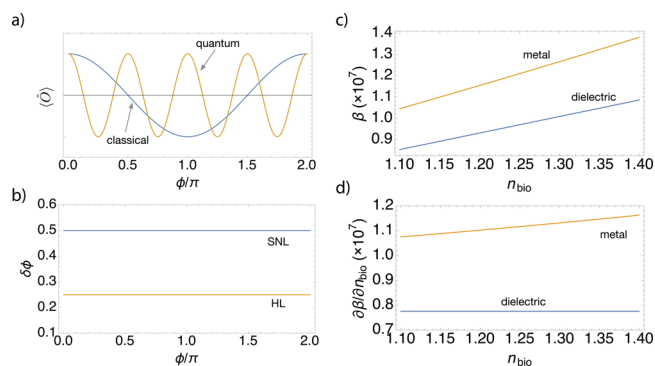 a)
quantum
⟨Ô⟩
classical
0.0 0.5 1.0 1.5 2.0
ϕ/π
b)
0.6
0.5
0.4
0.3
0.2
0.1
δϕ
SNL
HL
0.0 0.5 1.0 1.5 2.0
ϕ/π
c)
1.4
1.3
1.2
1.1
1.0
0.9
β (×10⁷)
metal
dielectric
1.10 1.15 1.20 1.25 1.30 1.35 1.40
n_bio
d)
1.2
1.1
1.0
0.9
0.8
0.7
∂β/∂n_bio (×10⁷)
metal
dielectric
1.10 1.15 1.20 1.25 1.30 1.35 1.40
n_bio